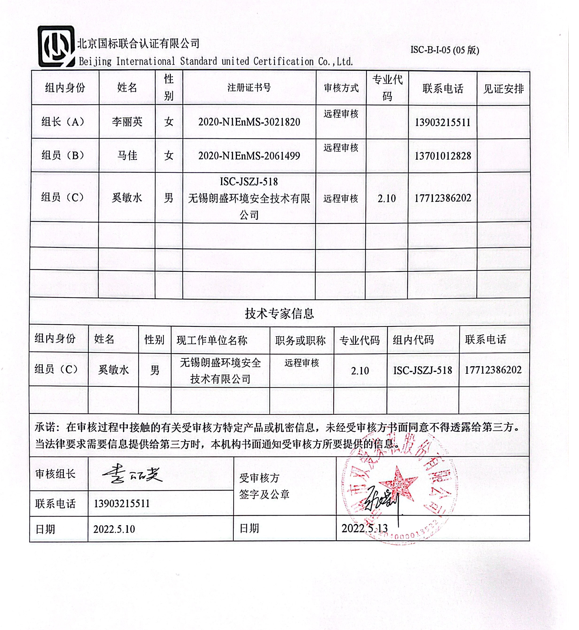 北京国标联合认证有限公司
Beijing International Standard united Certification Co.,Ltd.
ISC-B-I-05 (05 版)
组内身份 姓名 性别 注册证书号 审核方式 专业代码 联系电话 见证安排
组长（A） 李丽英 女 2020-N1EnMS-3021820 远程审核 13903215511
组员（B） 马佳 女 2020-N1EnMS-2061499 远程审核 13701012828
组员（C） 奚敏水 男 ISC-JSZJ-518 无锡朗盛环境安全技术有限公司 远程审核 2.10 17712386202
技术专家信息
组内身份 姓名 性别 现工作单位名称 职务或职称 专业代码 组内代码 联系电话
组员（C） 奚敏水 男 无锡朗盛环境安全技术有限公司 远程审核 2.10 ISC-JSZJ-518 17712386202
承诺：在审核过程中接触的有关受审核方特定产品或机密信息，未经受审核方书面同意不得透露给第三方。
当法律要求需要信息提供给第三方时，本机构书面通知受审核方所要提供的信息。
审核组长 李丽英 受审核方
签字及公章
联系电话 13903215511
日期 2022.5.10 日期 2022.5.13
股份有限公司